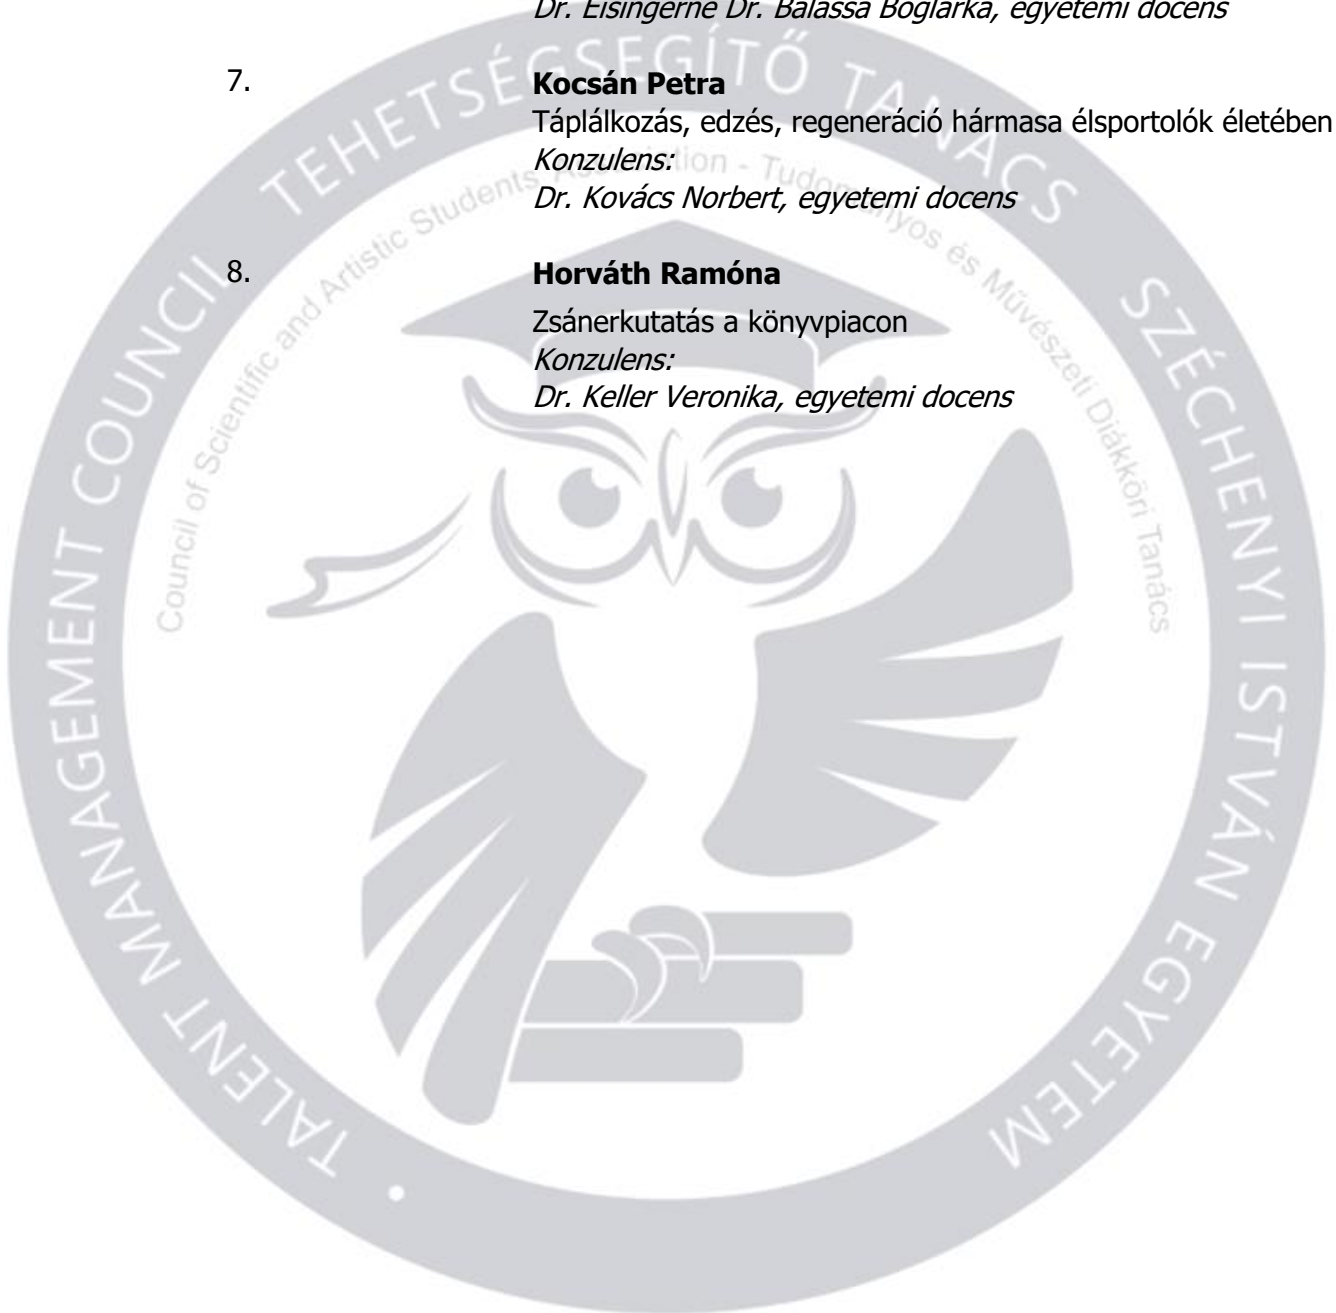 Dr. Eisingerné Dr. Balassa Boglárka, egyetemi docens
7.
Kocsán Petra
Táplálkozás, edzés, regeneráció hármasa élsportolók életében
Konzulens:
Dr. Kovács Norbert, egyetemi docens
8.
Horváth Ramóna
Zsánerkutatás a könyvpiacon
Konzulens:
Dr. Keller Veronika, egyetemi docens
TALENT MANAGEMENT COUNCIL TEHETSÉGSEGÍTŐ TANÁCS SZÉCHENYI ISTVÁN EGYETEM
Council of Scientific and Artistic Students' Association - Tudományos és Művészeti Diákköri Tanács